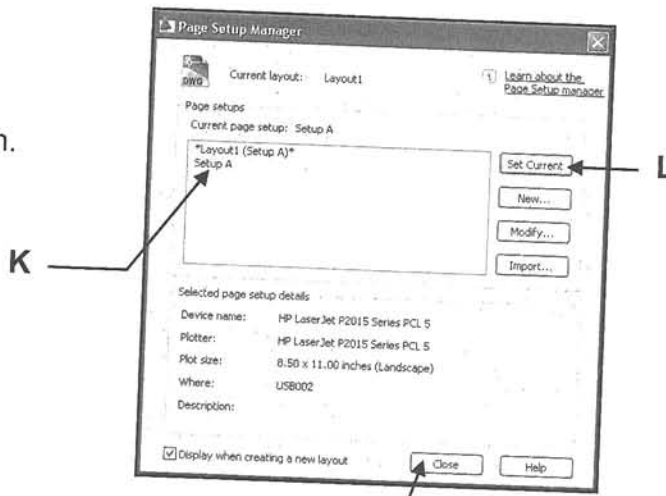 Page Setup Manager
DWG
Current layout: Layout1
Learn about the
Page Setup manager
Page setups
Current page setup: Setup A
n.
*Layout1 (Setup A)*
Setup A
Set Current
L
New...
Modify...
K
Import...
Selected page setup details
Device name: HP LaserJet P2015 Series PCL 5
Plotter: HP LaserJet P2015 Series PCL 5
Plot size: 8.50 x 11.00 inches (Landscape)
Where: USB002
Description:
Display when creating a new layout
Close
Help